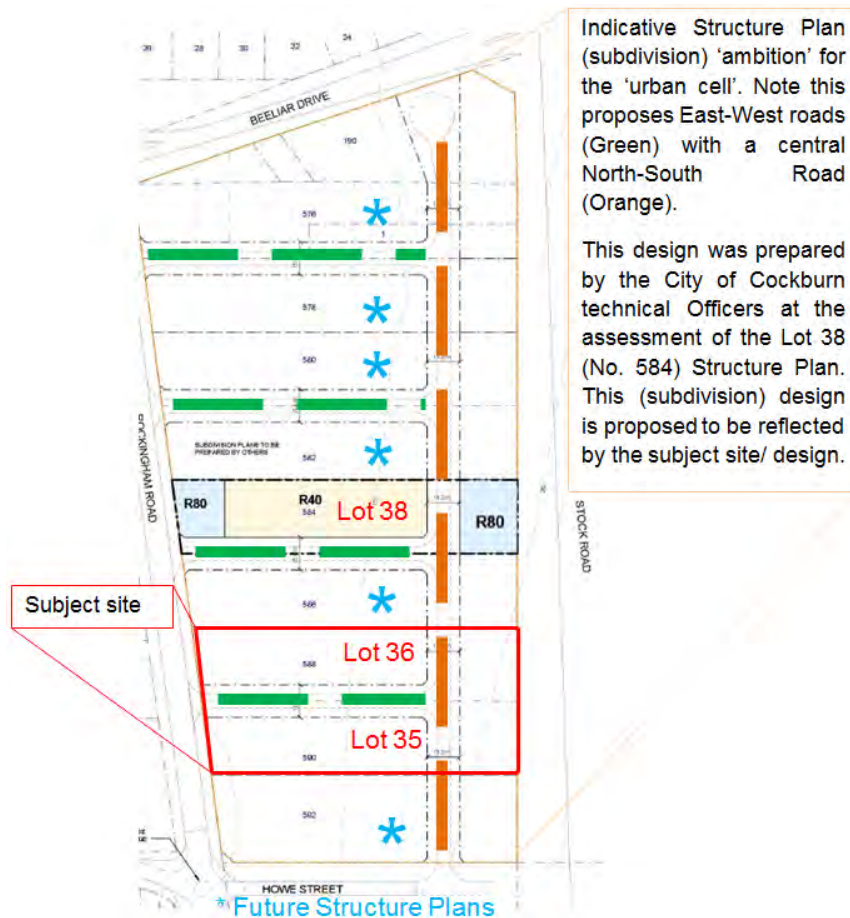 Indicative Structure Plan
(subdivision) ‘ambition’ for
the ‘urban cell’. Note this
proposes East-West roads
(Green) with a central
North-South Road
(Orange).
This design was prepared
by the City of Cockburn
technical Officers at the
assessment of the Lot 38
(No. 584) Structure Plan.
This (subdivision) design
is proposed to be reflected
by the subject site/ design.
28 30 32 34
BEELIAR DRIVE
190
576
578
580
ROCKINGHAM ROAD
SUBDIVISION PLANS TO BE
PREPARED BY OTHERS
582
R80
R40
584
Lot 38
R80
STOCK ROAD
586
Subject site
Lot 36
588
Lot 35
590
592
HOWE STREET
* Future Structure Plans